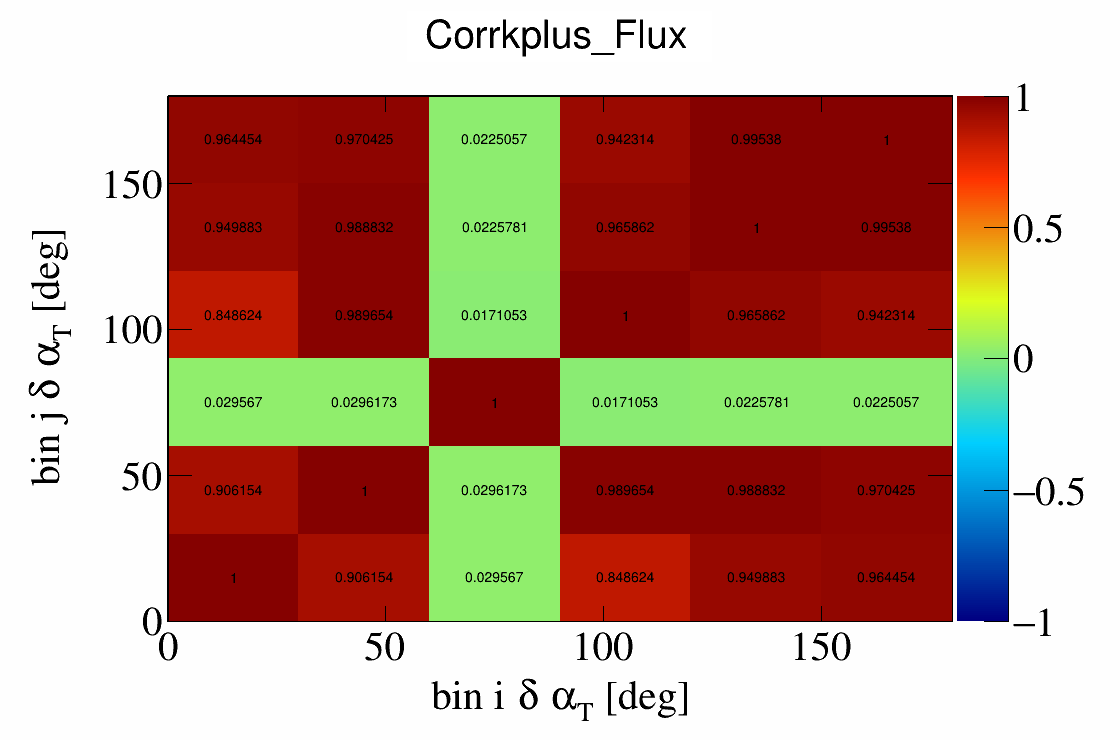 Corrkplus_Flux
0.964454 0.970425 0.0225057 0.942314 0.99538 1
0.949883 0.988832 0.0225781 0.965862 1 0.99538
0.848624 0.989654 0.0171053 1 0.965862 0.942314
0.029567 0.0296173 1 0.0171053 0.0225781 0.0225057
0.906154 1 0.0296173 0.989654 0.988832 0.970425
1 0.906154 0.029567 0.848624 0.949883 0.964454
150
100
50
0
0 50 100 150
bin i δ αT [deg]
bin j δ αT [deg]
1
0.5
0
−0.5
−1